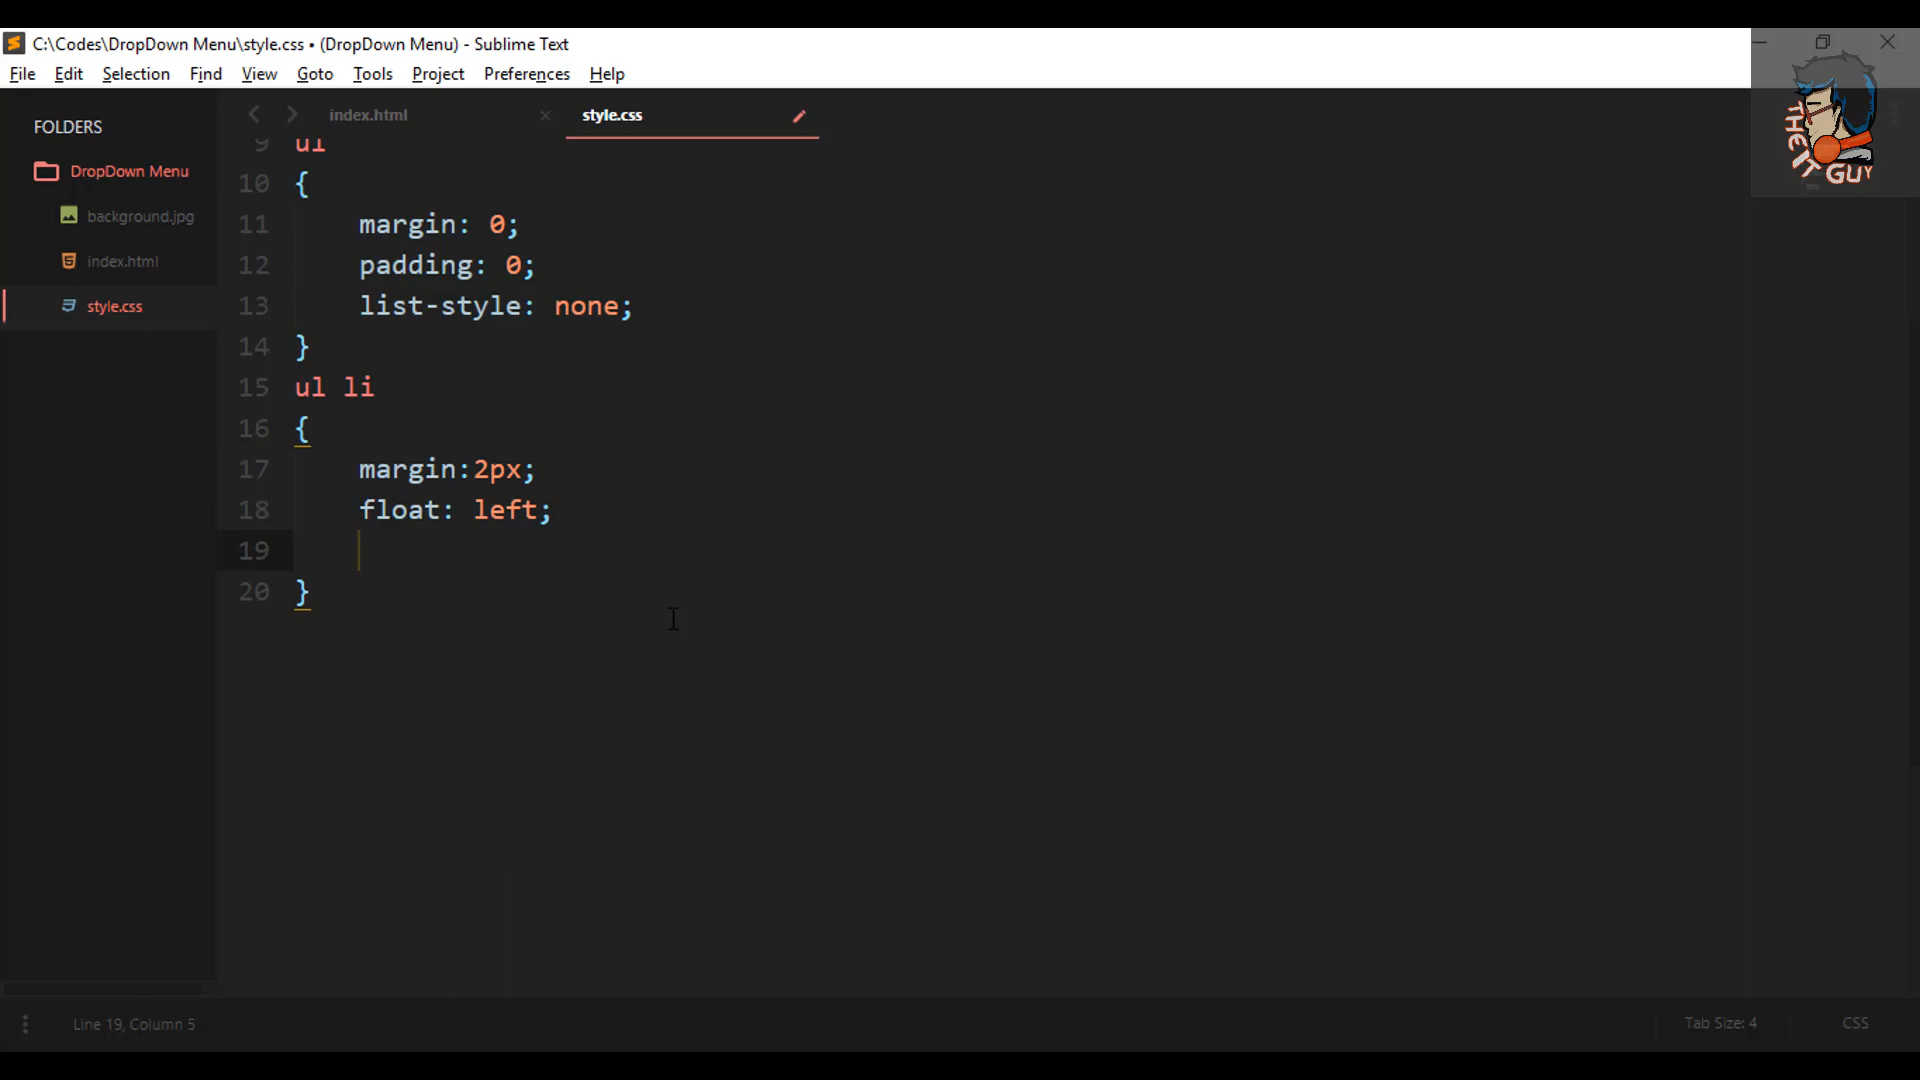 C:\Codes\DropDown Menu\style.css • (DropDown Menu) - Sublime Text
File Edit Selection Find View Goto Tools Project Preferences Help
FOLDERS
DropDown Menu
background.jpg
index.html
style.css
index.html
style.css
9 ul
10 {
11 margin: 0;
12 padding: 0;
13 list-style: none;
14 }
15 ul li
16 {
17 margin:2px;
18 float: left;
19
20 }
THE IT GUY
Line 19, Column 5
Tab Size: 4
CSS